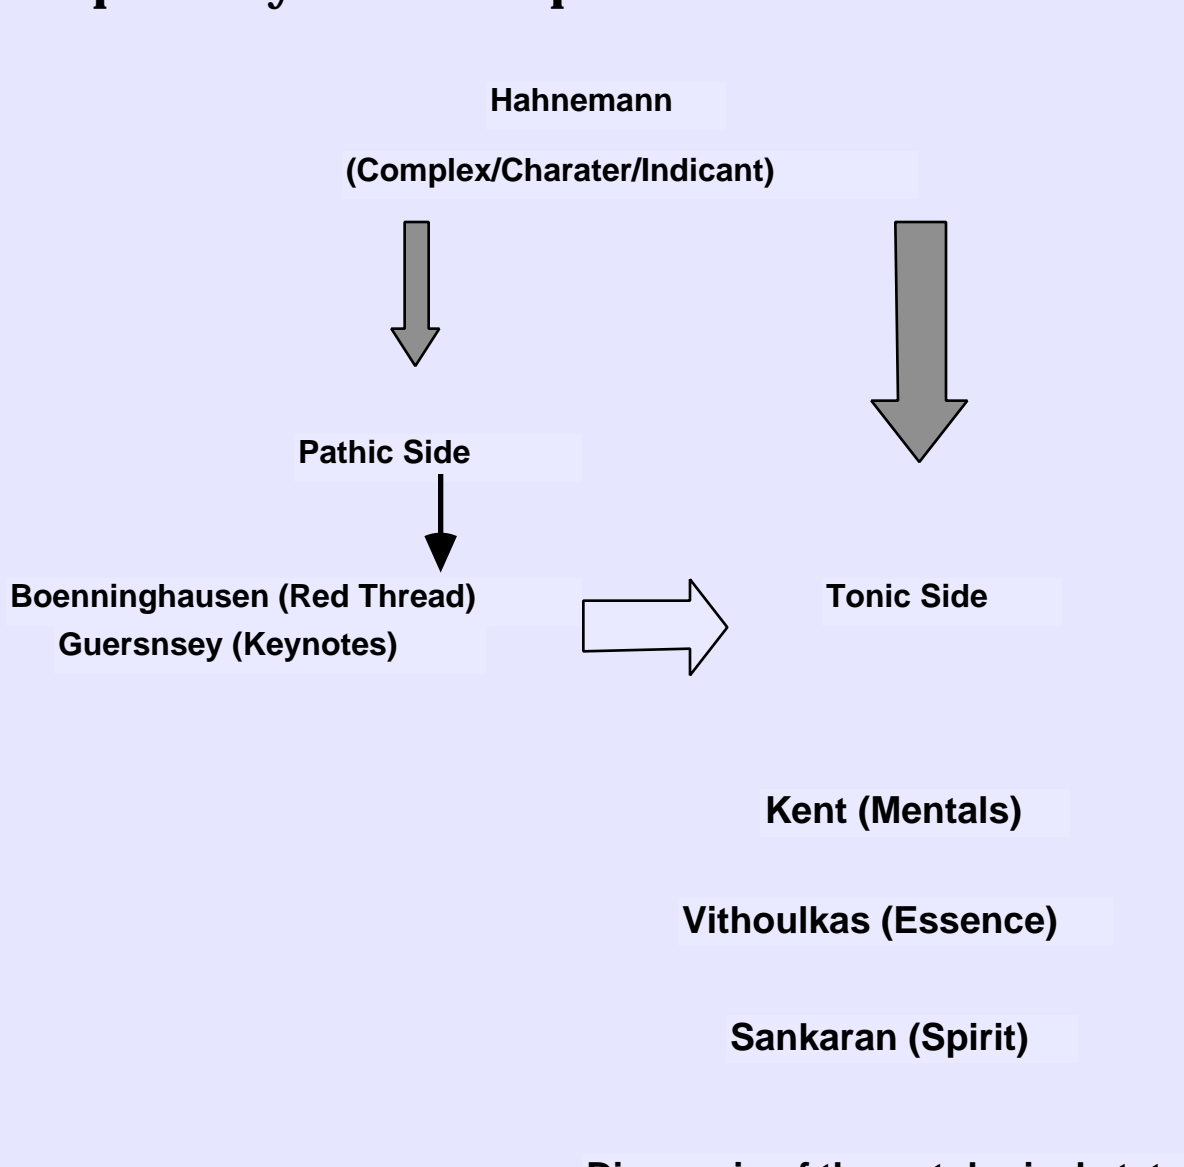 Hahnemann
(Complex/Charater/Indicant)
Pathic Side
Boenninghausen (Red Thread)
Tonic Side
Guersnsey (Keynotes)
Kent (Mentals)
Vithoulkas (Essence)
Sankaran (Spirit)